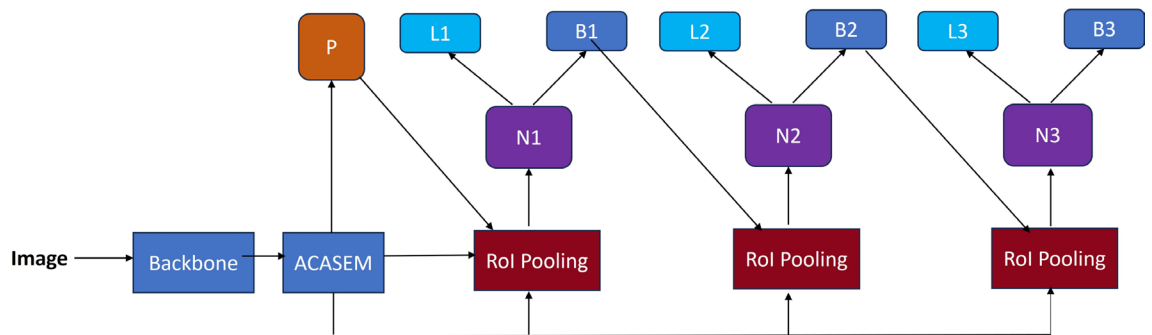 P
L1
B1
L2
B2
L3
B3
N1
N2
N3
Image
Backbone
ACASEM
RoI Pooling
RoI Pooling
RoI Pooling